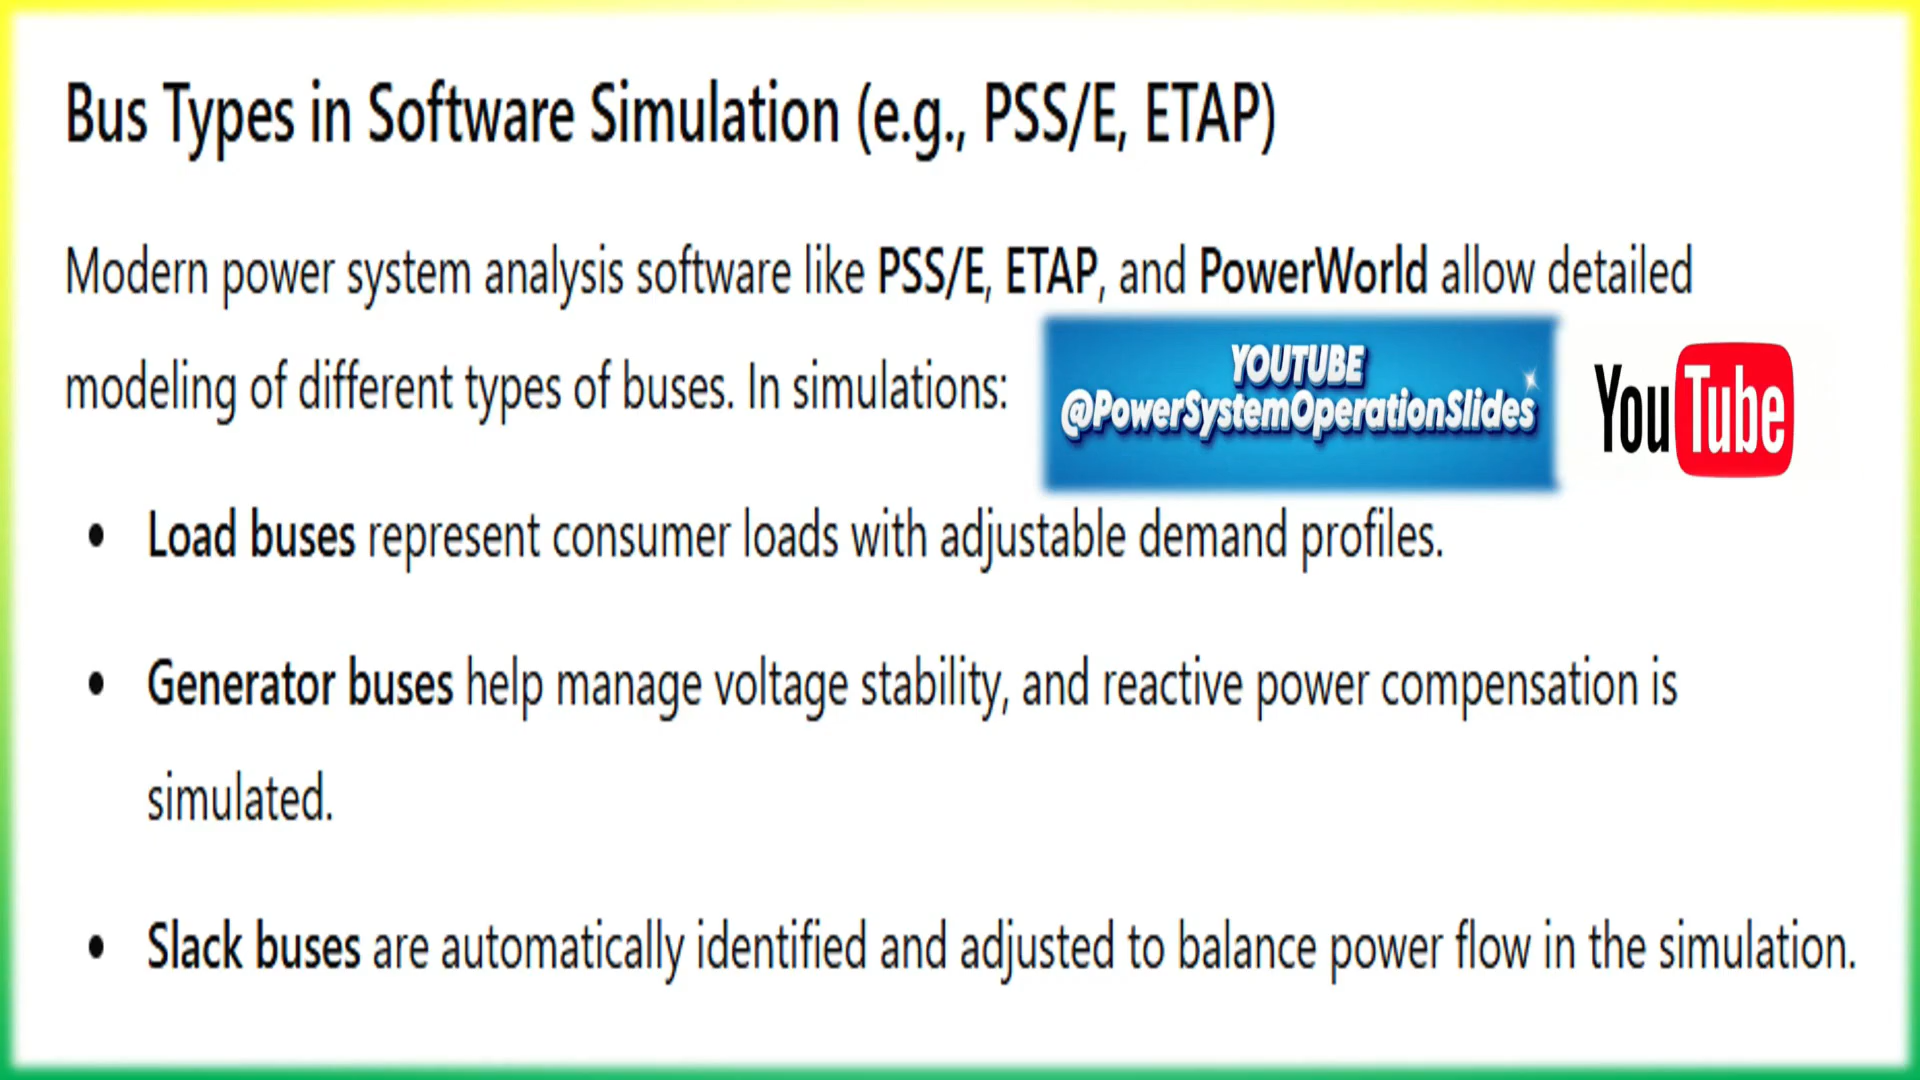 Bus Types in Software Simulation (e.g., PSS/E, ETAP)
Modern power system analysis software like PSS/E, ETAP, and PowerWorld allow detailed
modeling of different types of buses. In simulations:
YOUTUBE
@PowerSystemOperationSlides
YouTube
• Load buses represent consumer loads with adjustable demand profiles.
• Generator buses help manage voltage stability, and reactive power compensation is
simulated.
• Slack buses are automatically identified and adjusted to balance power flow in the simulation.